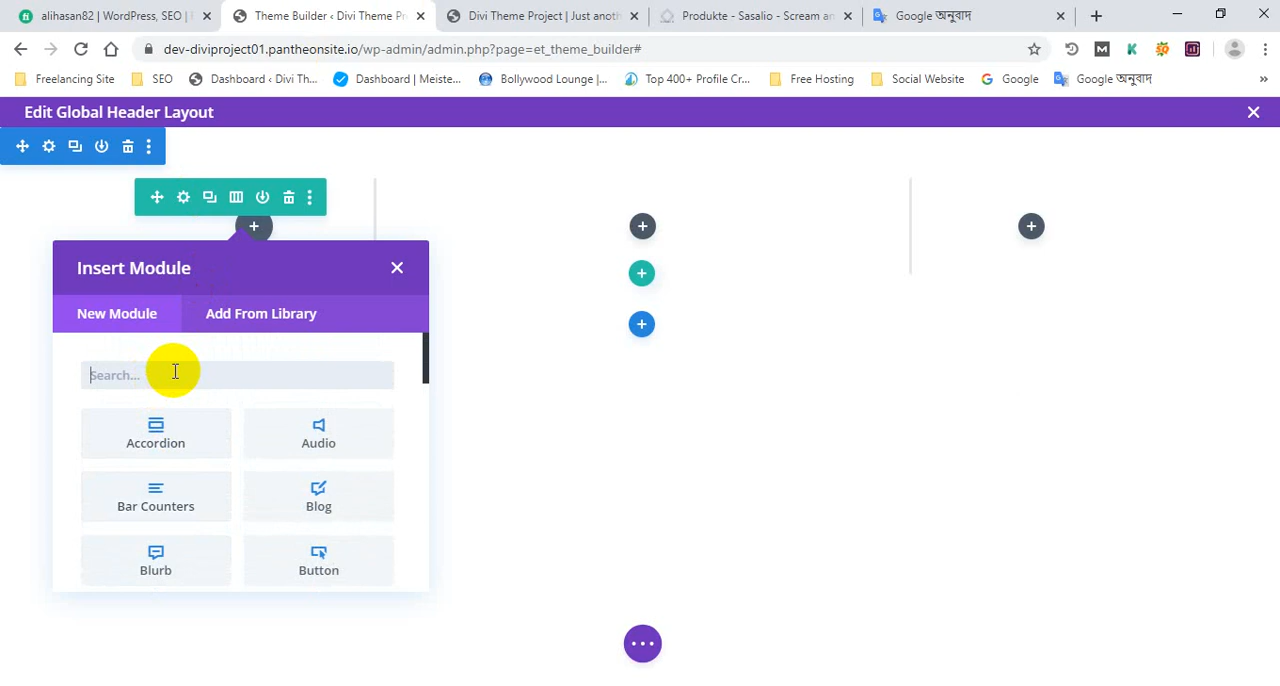 alihasan82 | WordPress, SEO |
Theme Builder ‹ Divi Theme Pr
Divi Theme Project | Just anoth
Produkte - Sasalio - Scream an
Google অনুবাদ
dev-diviproject01.pantheonsite.io/wp-admin/admin.php?page=et_theme_builder#
Freelancing Site
SEO
Dashboard ‹ Divi Th...
Dashboard | Meiste...
Bollywood Lounge |...
Top 400+ Profile Cr...
Free Hosting
Social Website
Google
Google অনুবাদ
Edit Global Header Layout
Insert Module
New Module
Add From Library
Search...
Accordion
Audio
Bar Counters
Blog
Blurb
Button